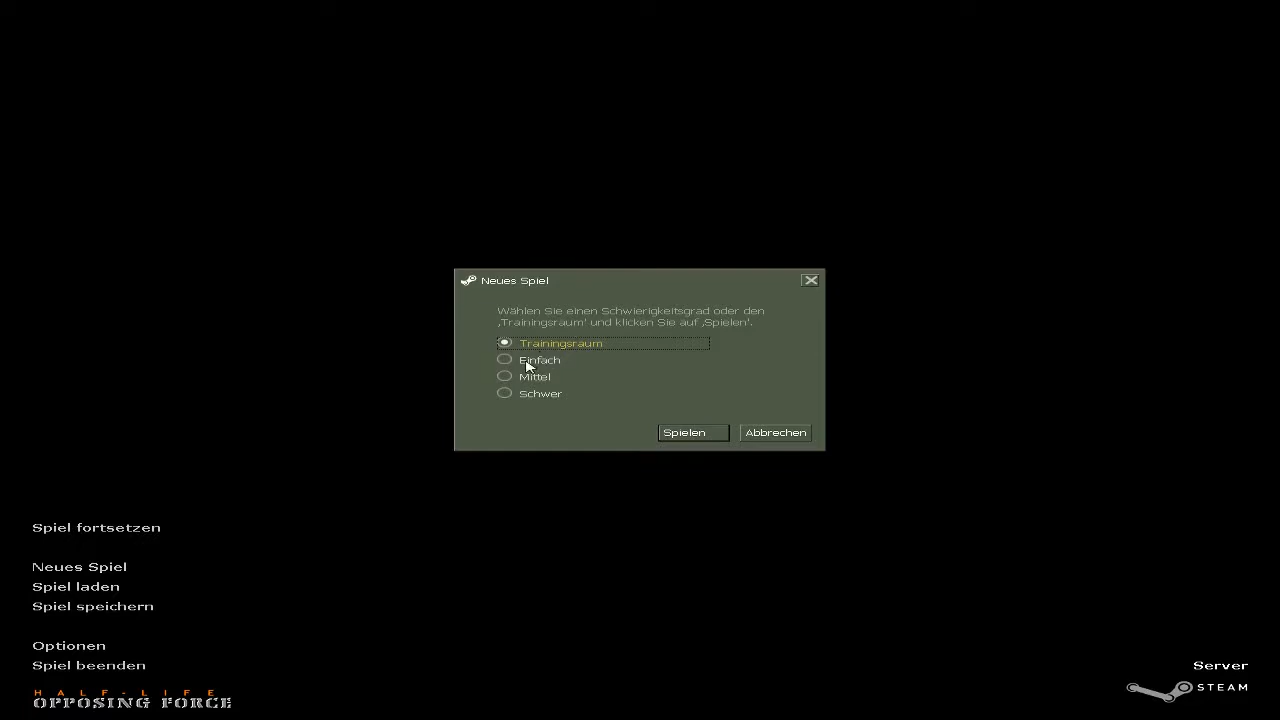 Neues Spiel
Wählen Sie einen Schwierigkeitsgrad oder den
‚Trainingsraum' und klicken Sie auf ‚Spielen'.
Trainingsraum
Einfach
Mittel
Schwer
Spielen
Abbrechen
Spiel fortsetzen
Neues Spiel
Spiel laden
Spiel speichern
Optionen
Spiel beenden
HALF-LIFE
OPPOSING FORCE
Server
STEAM